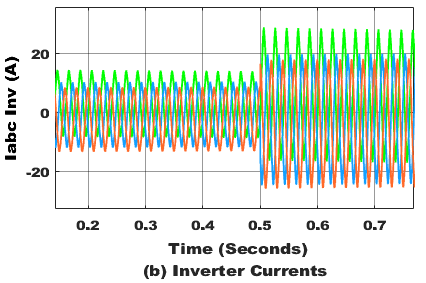 Iabc Inv (A)
20
0
-20
0.2 0.3 0.4 0.5 0.6 0.7
Time (Seconds)
(b) Inverter Currents